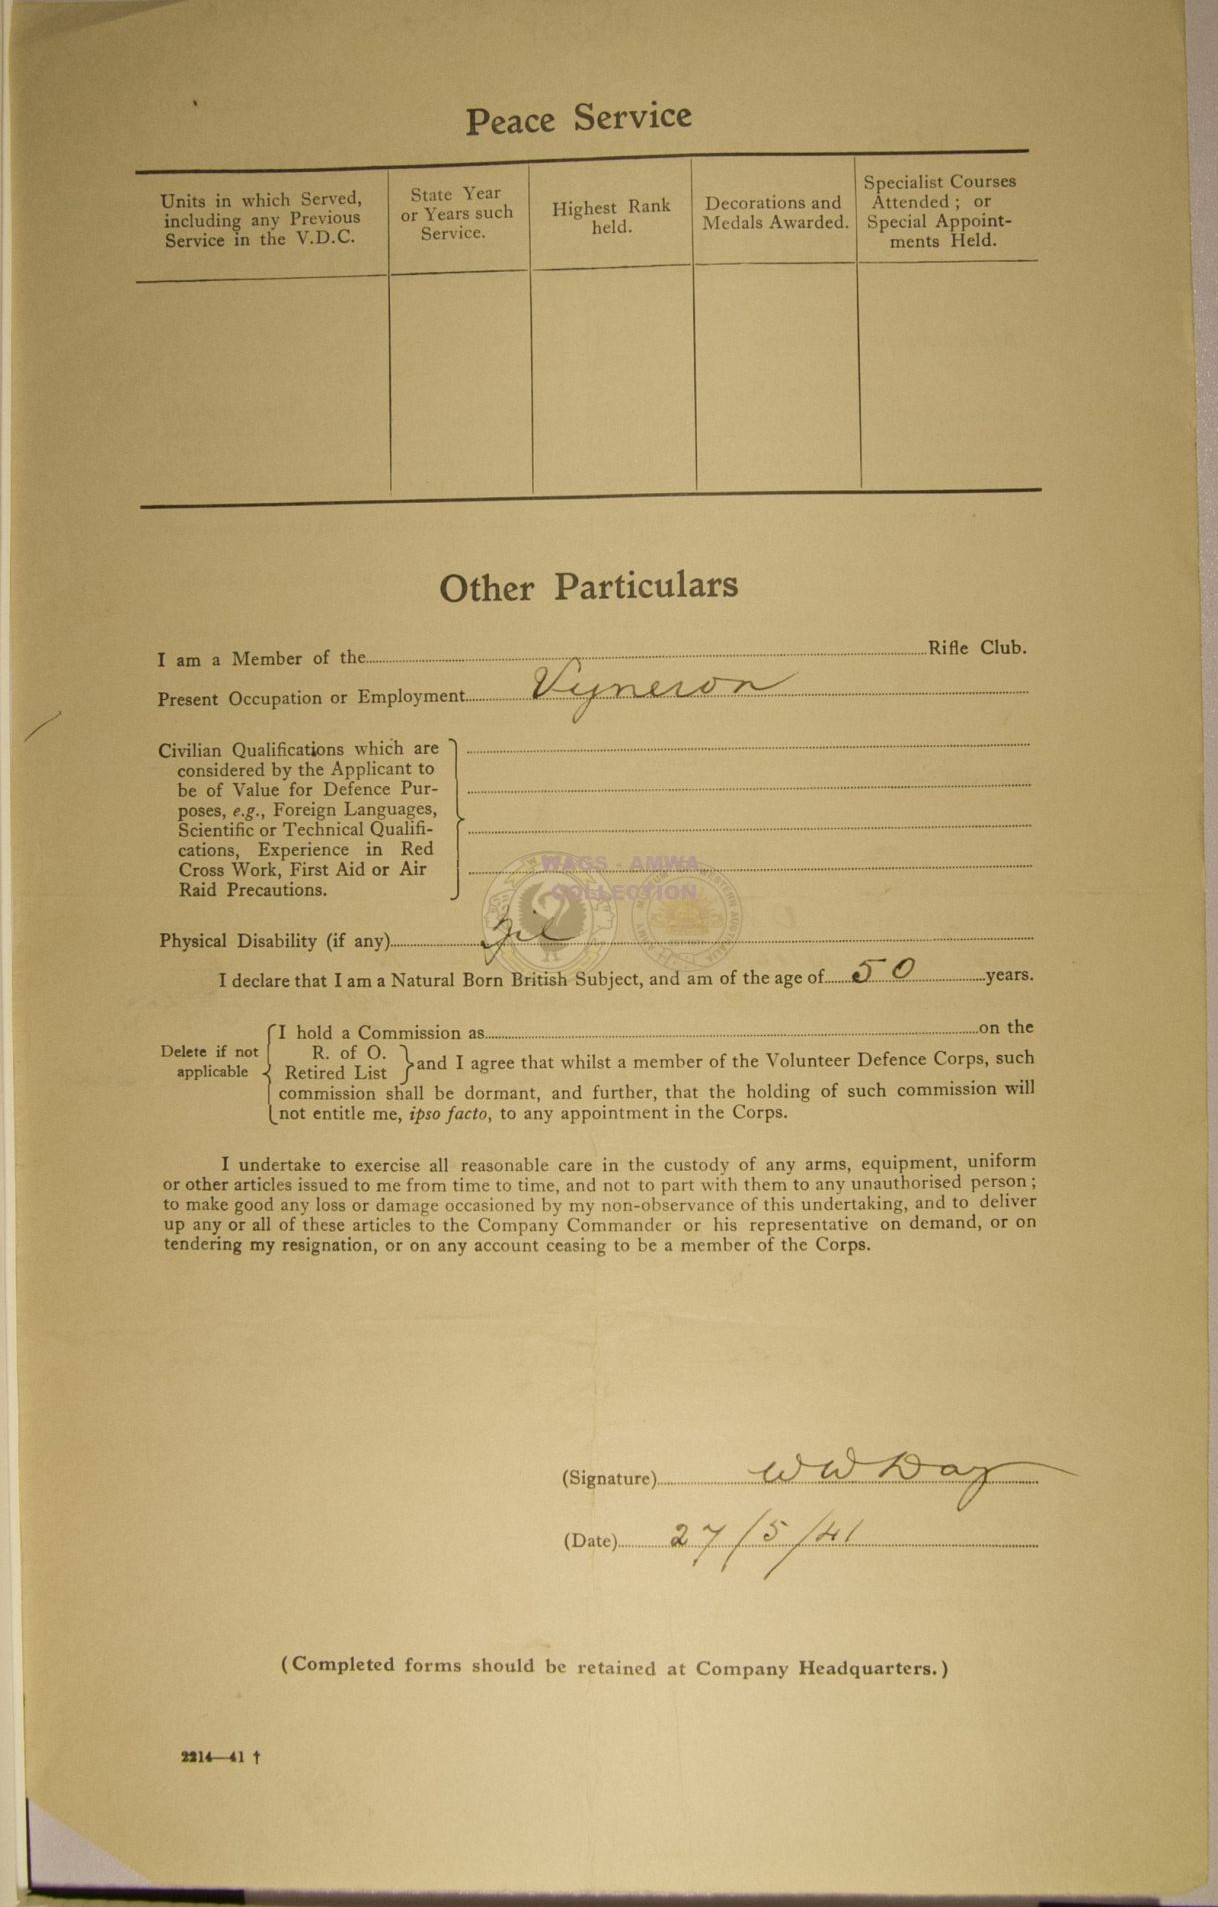 Peace Service
Units in which Served,
including any Previous
Service in the V.D.C.
State Year
or Years such
Service.
Highest Rank
held.
Decorations and
Medals Awarded.
Specialist Courses
Attended ; or
Special Appoint-
ments Held.
Other Particulars
I am a Member of the Rifle Club.
Present Occupation or Employment Vyneron
Civilian Qualifications which are
considered by the Applicant to
be of Value for Defence Pur-
poses, e.g., Foreign Languages,
Scientific or Technical Qualifi-
cations, Experience in Red
Cross Work, First Aid or Air
Raid Precautions.
WAGS - AMWA
COLLECTION
Physical Disability (if any)
I declare that I am a Natural Born British Subject, and am of the age of 50 years.
Delete if not
applicable
I hold a Commission as on the
R. of O.
Retired List
and I agree that whilst a member of the Volunteer Defence Corps, such
commission shall be dormant, and further, that the holding of such commission will
not entitle me, ipso facto, to any appointment in the Corps.
I undertake to exercise all reasonable care in the custody of any arms, equipment, uniform
or other articles issued to me from time to time, and not to part with them to any unauthorised person ;
to make good any loss or damage occasioned by my non-observance of this undertaking, and to deliver
up any or all of these articles to the Company Commander or his representative on demand, or on
tendering my resignation, or on any account ceasing to be a member of the Corps.
(Signature) W W Day
(Date) 27/5/41
(Completed forms should be retained at Company Headquarters.)
2214—41 †